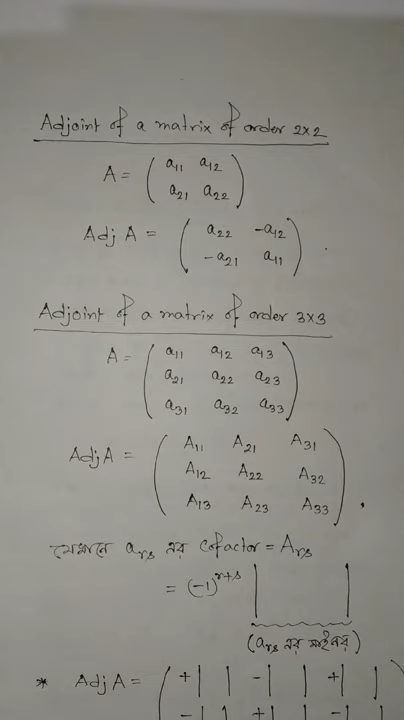 Adjoint of a matrix of order 2x2
A = ( a11 a12
a21 a22 )
Adj A = ( a22 -a12
-a21 a11 ).
Adjoint of a matrix of order 3x3
A = ( a11 a12 a13
a21 a22 a23
a31 a32 a33 )
Adj A = ( A11 A21 A31
A12 A22 A32
A13 A23 A33 ),
যেখানে ars এর cofactor = Ars
= (-1)^r+s | |
(ars এর মাইনর)
* Adj A = ( +| | -| | +| |
-| | +| | -|